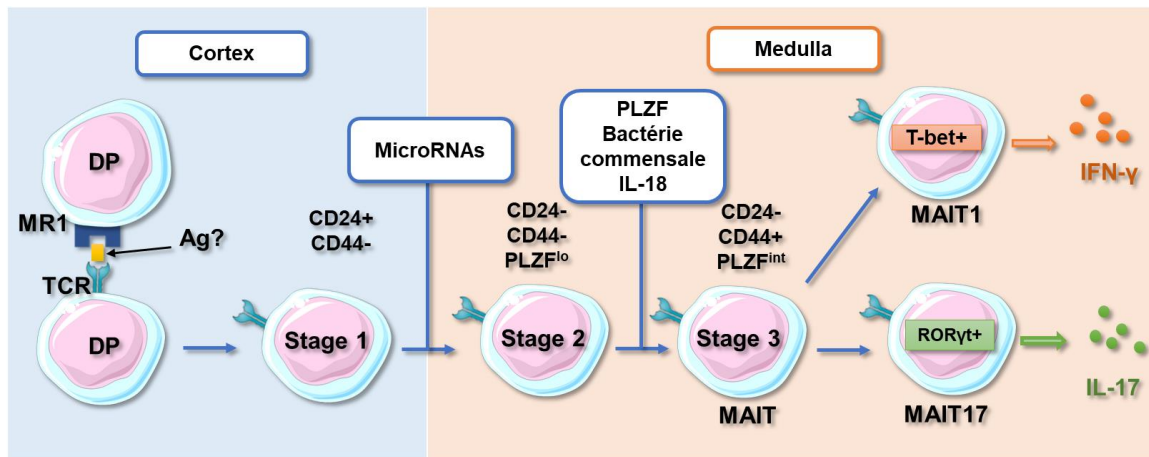 Cortex
Medulla
DP
MR1
Ag?
TCR
DP
CD24+
CD44-
Stage 1
MicroRNAs
CD24-
CD44-
PLZFˡᵒ
Stage 2
PLZF
Bactérie
commensale
IL-18
CD24-
CD44+
PLZFⁱⁿᵗ
Stage 3
MAIT
T-bet+
MAIT1
IFN-γ
RORγt+
MAIT17
IL-17